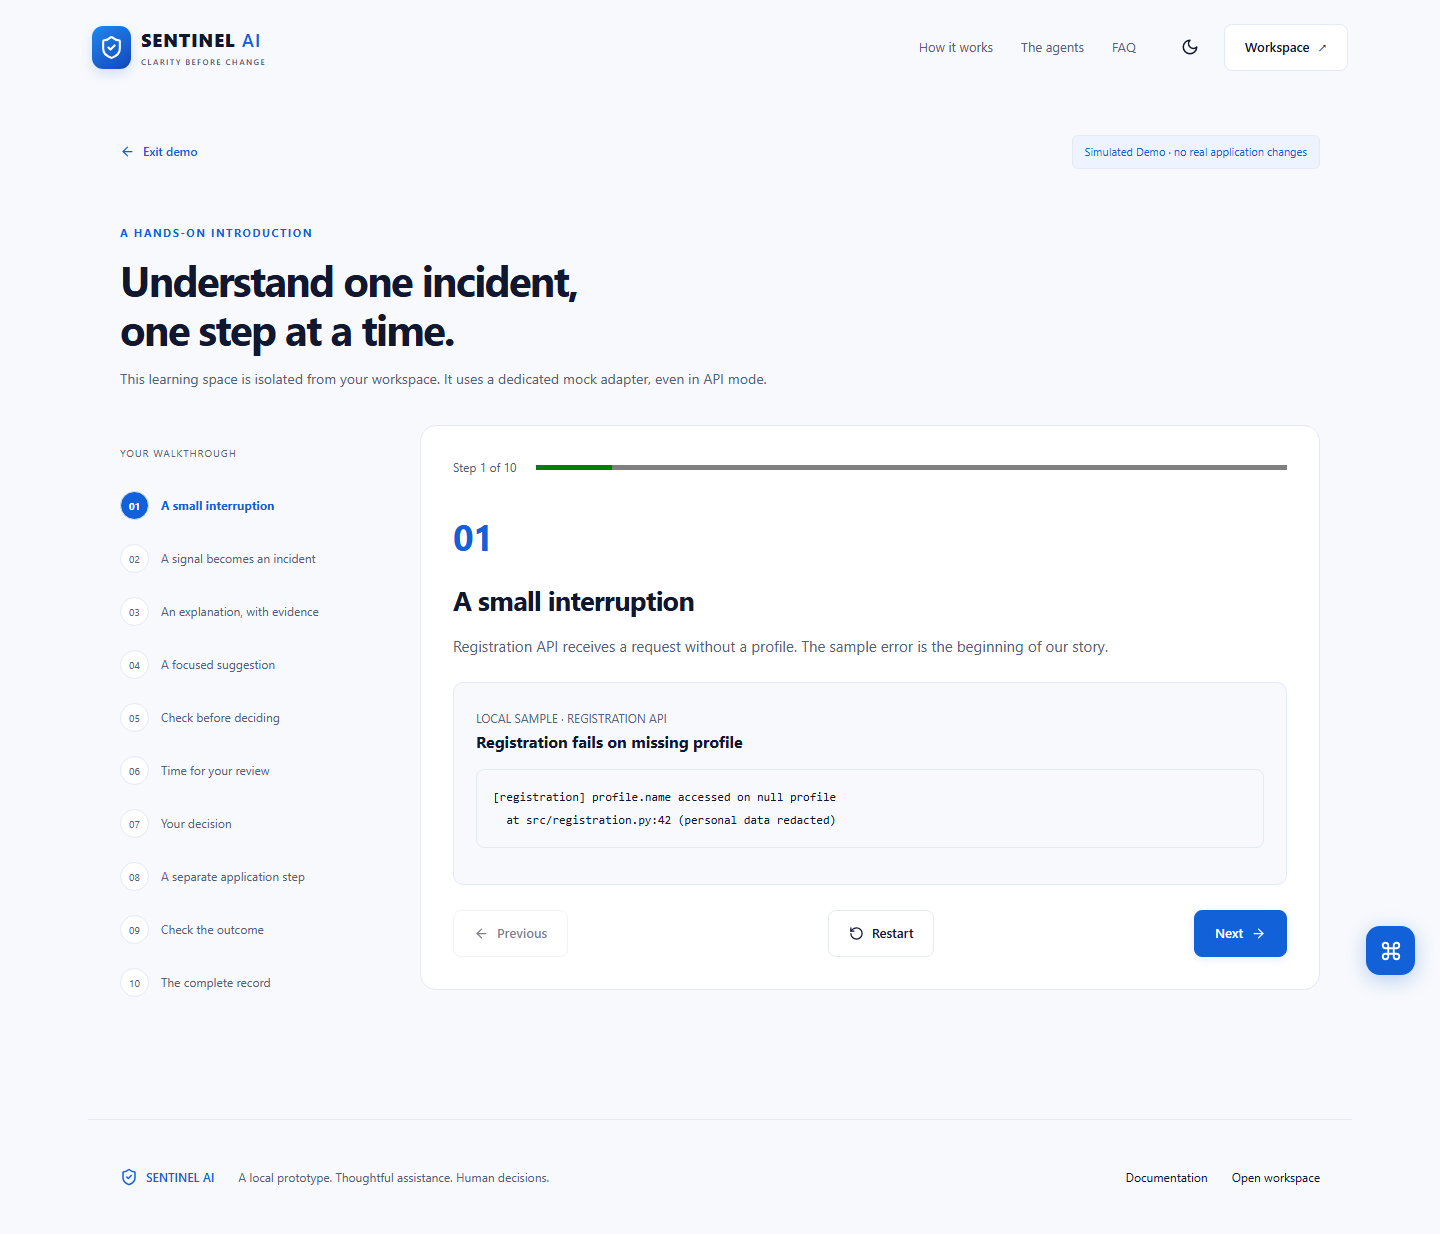 SENTINEL AI
CLARITY BEFORE CHANGE
How it works
The agents
FAQ
Workspace ↗
← Exit demo
Simulated Demo · no real application changes
A HANDS-ON INTRODUCTION
Understand one incident,
one step at a time.
This learning space is isolated from your workspace. It uses a dedicated mock adapter, even in API mode.
YOUR WALKTHROUGH
01 A small interruption
02 A signal becomes an incident
03 An explanation, with evidence
04 A focused suggestion
05 Check before deciding
06 Time for your review
07 Your decision
08 A separate application step
09 Check the outcome
10 The complete record
Step 1 of 10
01
A small interruption
Registration API receives a request without a profile. The sample error is the beginning of our story.
LOCAL SAMPLE · REGISTRATION API
Registration fails on missing profile
[registration] profile.name accessed on null profile
at src/registration.py:42 (personal data redacted)
← Previous
Restart
Next →
SENTINEL AI
A local prototype. Thoughtful assistance. Human decisions.
Documentation
Open workspace